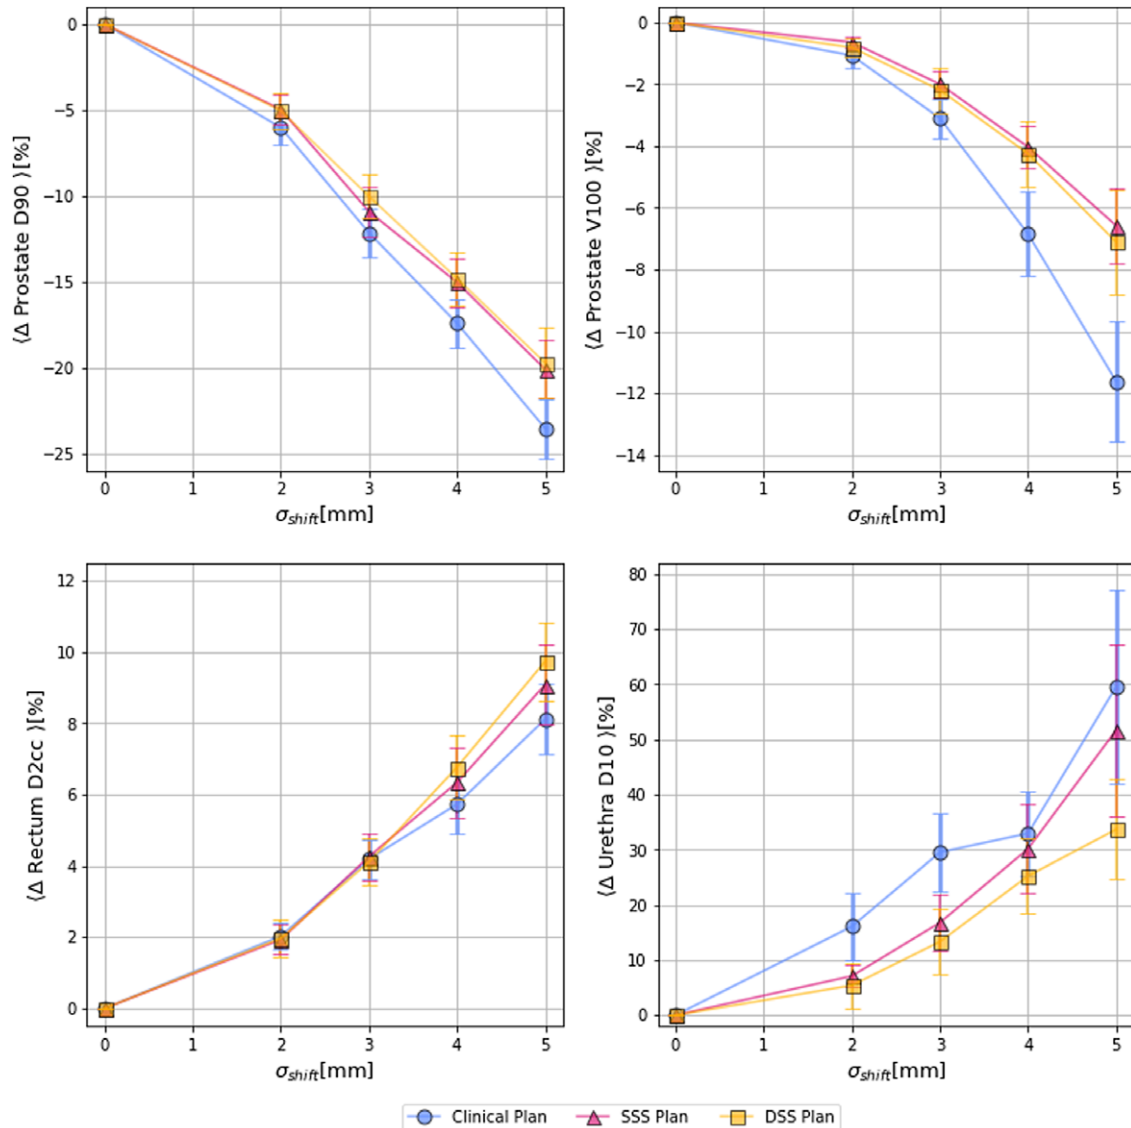 ⟨Δ Prostate D90 ⟩[%]
0
−5
−10
−15
−20
−25
0 1 2 3 4 5
σshift[mm]
⟨Δ Prostate V100 ⟩[%]
0
−2
−4
−6
−8
−10
−12
−14
0 1 2 3 4 5
σshift[mm]
⟨Δ Rectum D2cc ⟩[%]
12
10
8
6
4
2
0
0 1 2 3 4 5
σshift[mm]
⟨Δ Urethra D10 ⟩[%]
80
70
60
50
40
30
20
10
0
0 1 2 3 4 5
σshift[mm]
Clinical Plan SSS Plan DSS Plan